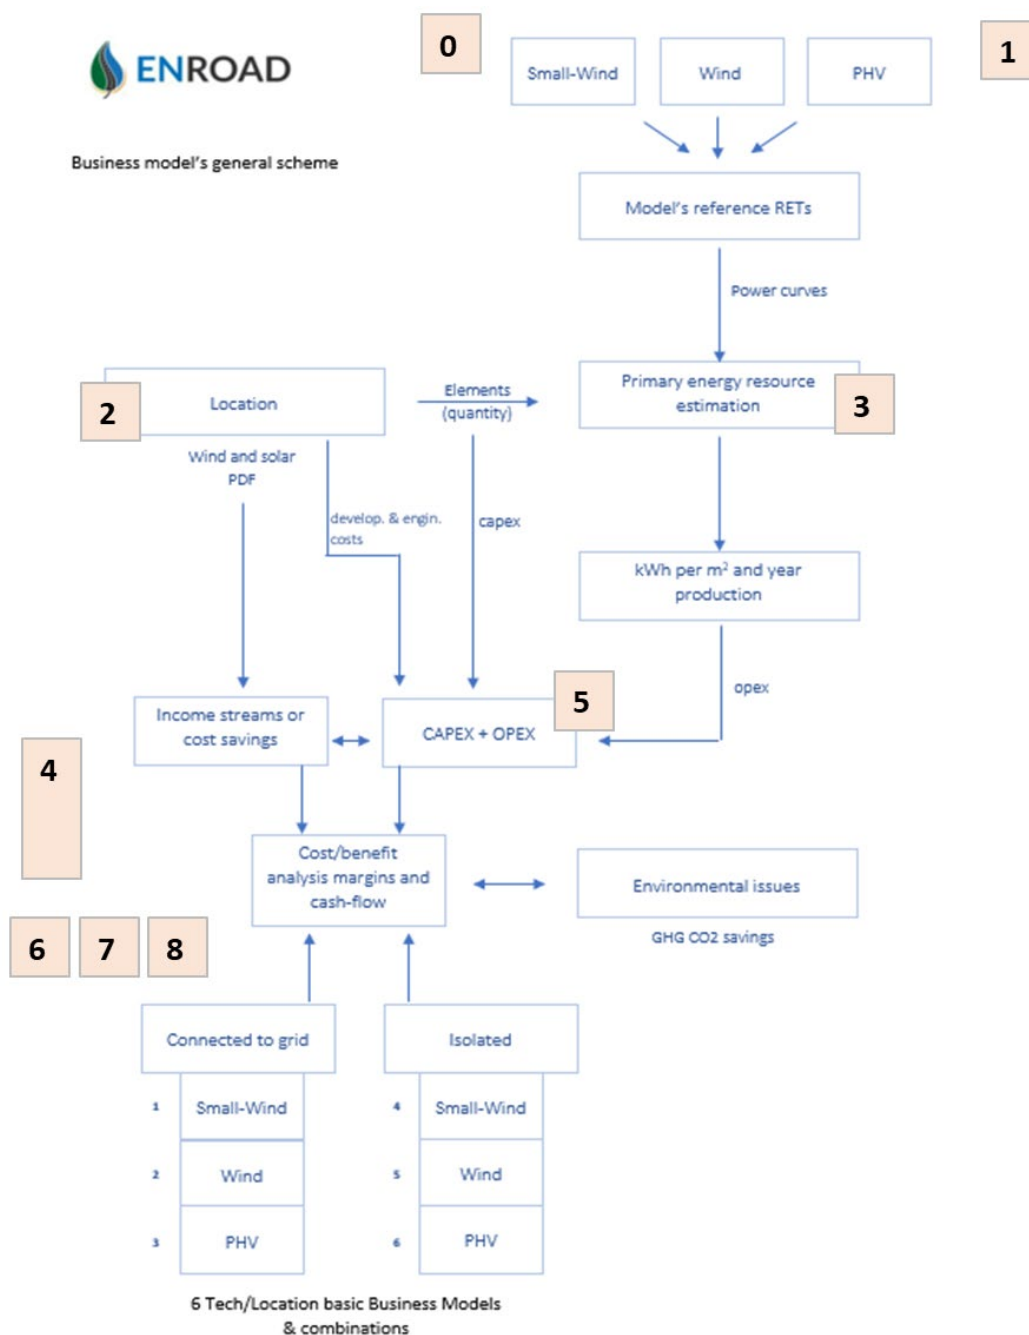 0
1
ENROAD
Small-Wind
Wind
PHV
Business model's general scheme
Model's reference RETs
Power curves
2
Location
Elements
(quantity)
Primary energy resource
estimation
3
Wind and solar
PDF
develop. & engin.
costs
capex
kWh per m² and year
production
5
opex
Income streams or
cost savings
CAPEX + OPEX
4
Cost/benefit
analysis margins and
cash-flow
Environmental issues
GHG CO2 savings
6
7
8
Connected to grid
Isolated
1
Small-Wind
4
Small-Wind
2
Wind
5
Wind
3
PHV
6
PHV
6 Tech/Location basic Business Models
& combinations